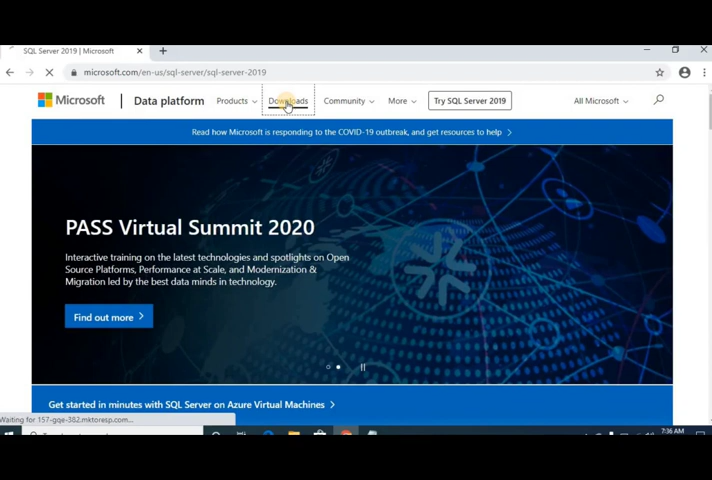 SQL Server 2019 | Microsoft
microsoft.com/en-us/sql-server/sql-server-2019
Microsoft | Data platform Products Downloads Community More Try SQL Server 2019 All Microsoft
Read how Microsoft is responding to the COVID-19 outbreak, and get resources to help
PASS Virtual Summit 2020
Interactive training on the latest technologies and spotlights on Open
Source Platforms, Performance at Scale, and Modernization &
Migration led by the best data minds in technology.
Find out more
Get started in minutes with SQL Server on Azure Virtual Machines
Waiting for 157-gqe-382.mktoresp.com...
7:36 AM